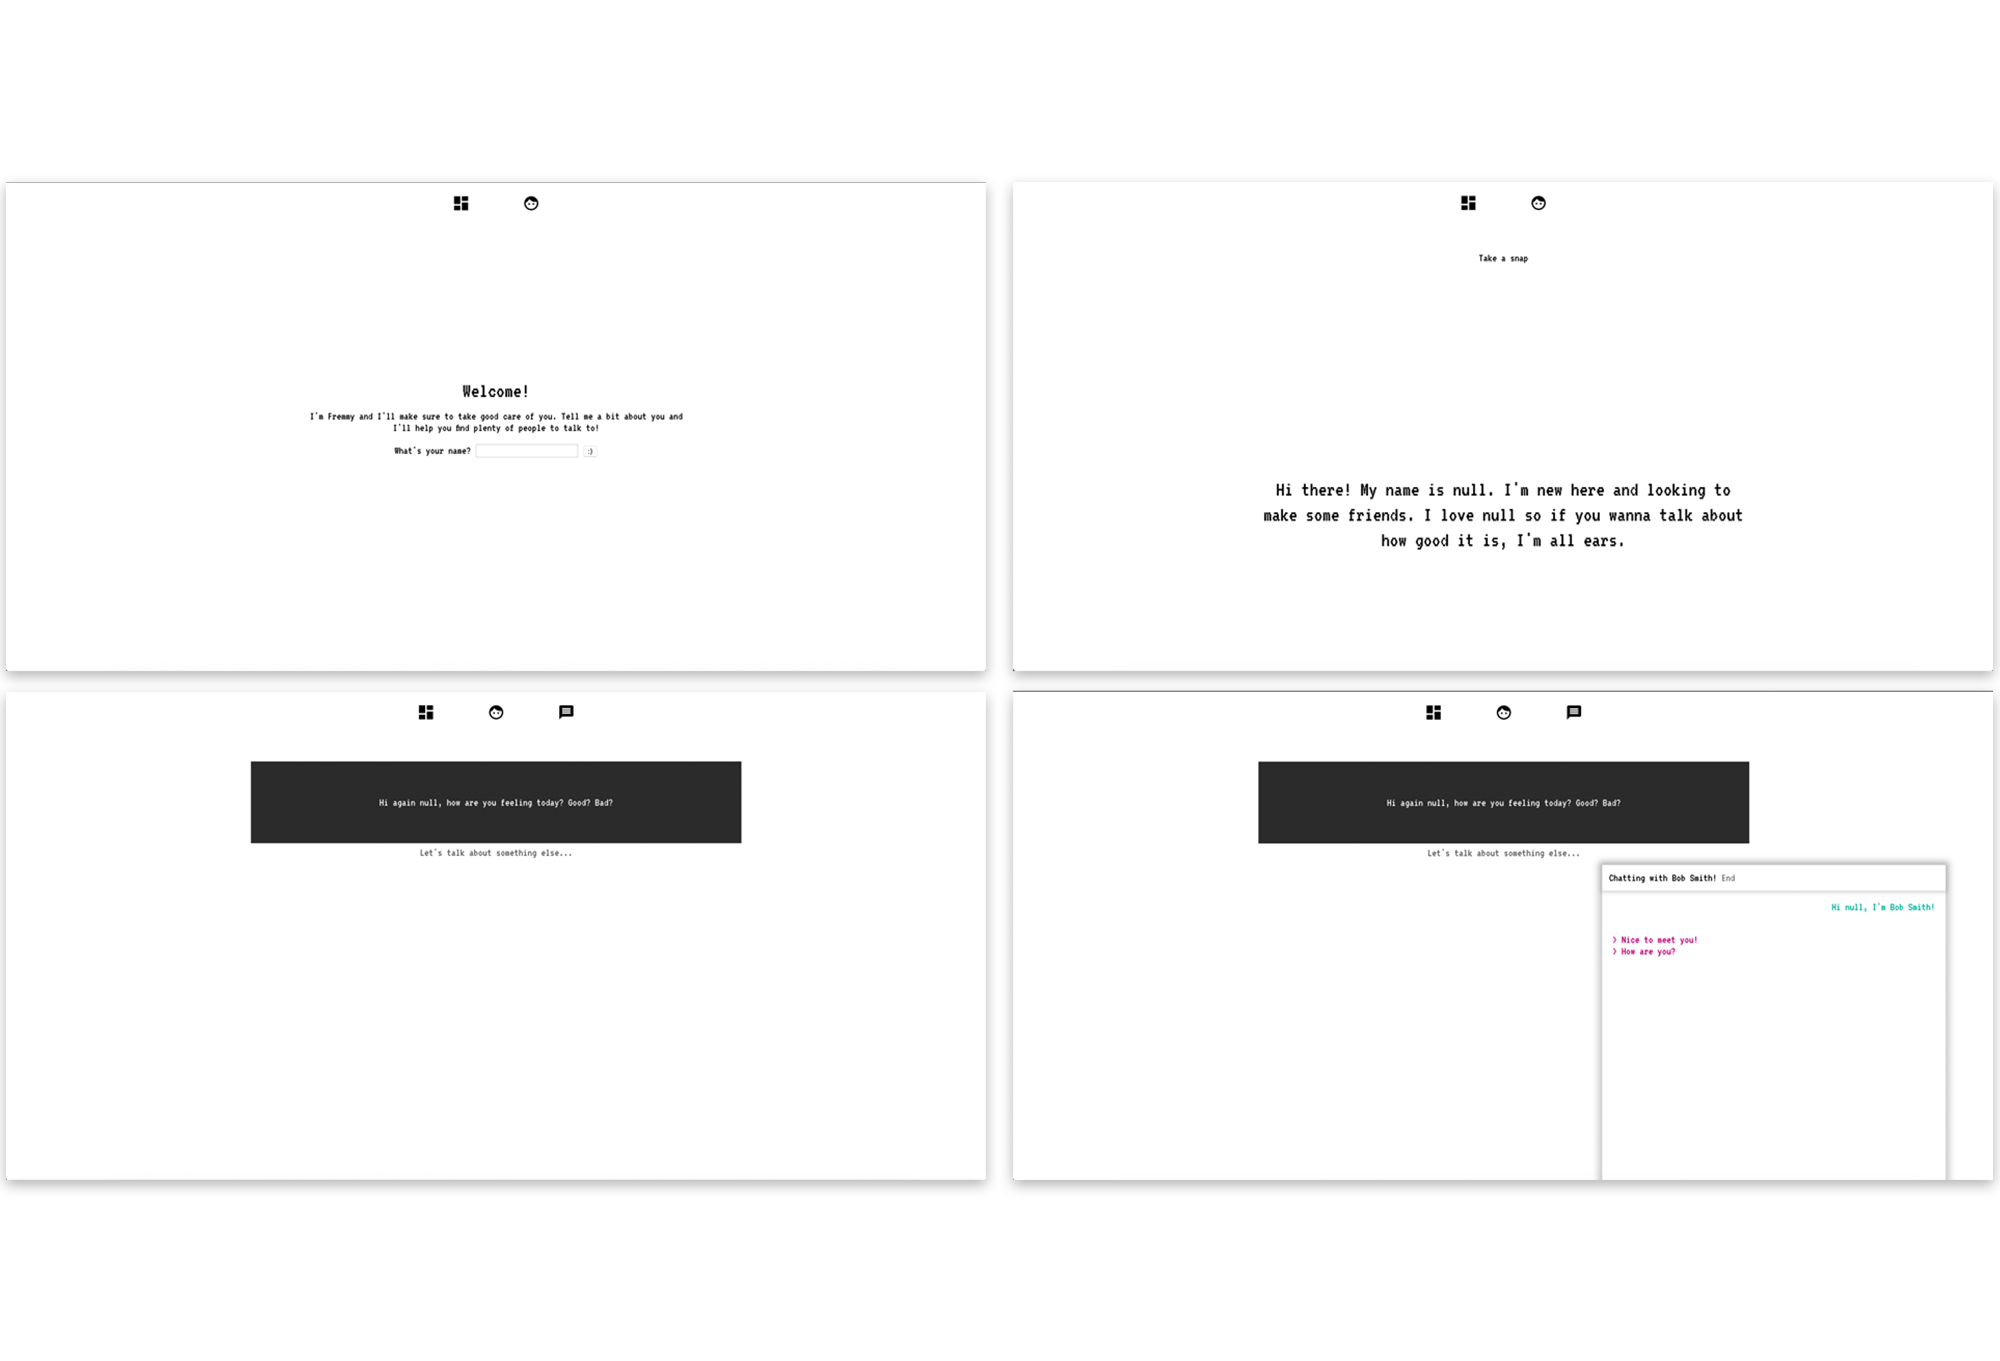 Welcome!
I'm Fremmy and I'll make sure to take good care of you. Tell me a bit about you and
I'll help you find plenty of people to talk to!
What's your name? :)
Take a snap
Hi there! My name is null. I'm new here and looking to
make some friends. I love null so if you wanna talk about
how good it is, I'm all ears.
Hi again null, how are you feeling today? Good? Bad?
Let's talk about something else...
Hi again null, how are you feeling today? Good? Bad?
Let's talk about something else...
Chatting with Bob Smith! End
Hi null, I'm Bob Smith!
> Nice to meet you!
> How are you?